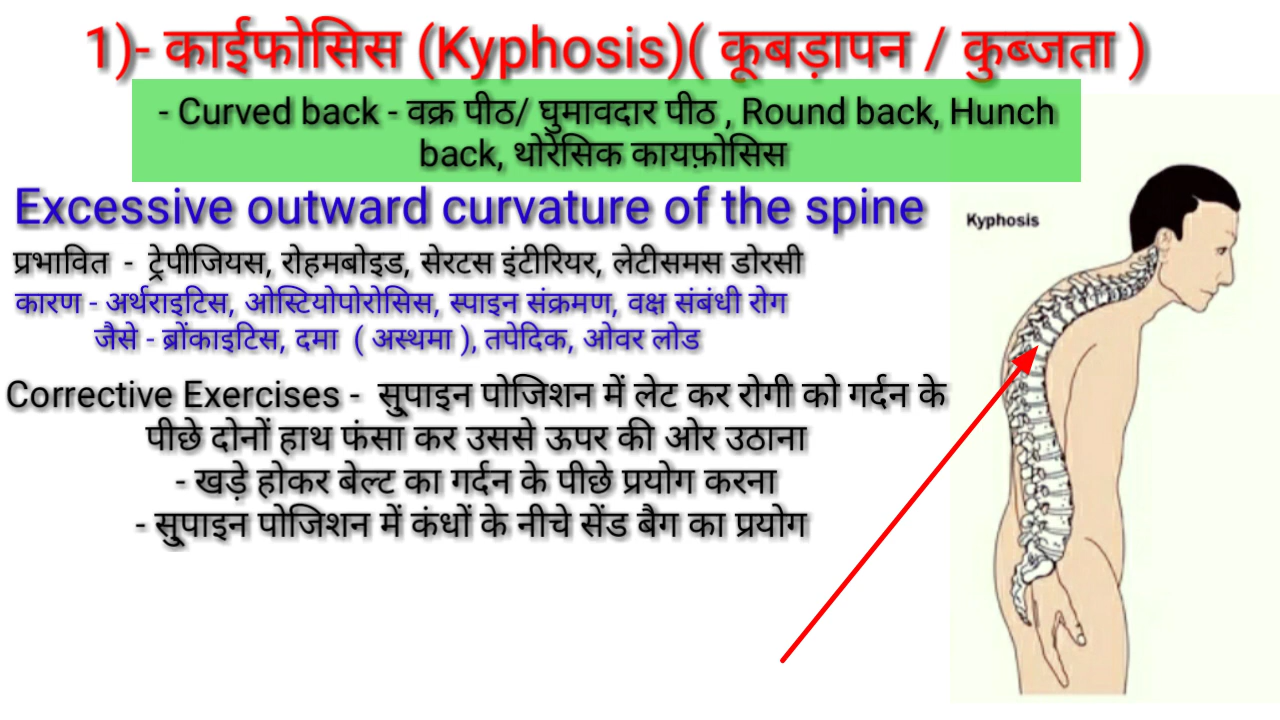 1)- काईफोसिस (Kyphosis)( कूबड़ापन / कुब्जता )
- Curved back - वक्र पीठ/ घुमावदार पीठ , Round back, Hunch
back, थोरैसिक कायफ़ोसिस
Excessive outward curvature of the spine
प्रभावित - ट्रेपीजियस, रोहमबोइड, सेरटस इंटीरियर, लेटीसमस डोरसी
कारण - अर्थराइटिस, ओस्टियोपोरोसिस, स्पाइन संक्रमण, वक्ष संबंधी रोग
जैसे - ब्रोंकाइटिस, दमा ( अस्थमा ), तपेदिक, ओवर लोड
Corrective Exercises - सुपाइन पोजिशन में लेट कर रोगी को गर्दन के
पीछे दोनों हाथ फंसा कर उससे ऊपर की ओर उठाना
- खड़े होकर बेल्ट का गर्दन के पीछे प्रयोग करना
- सुपाइन पोजिशन में कंधों के नीचे सेंड बैग का प्रयोग
Kyphosis